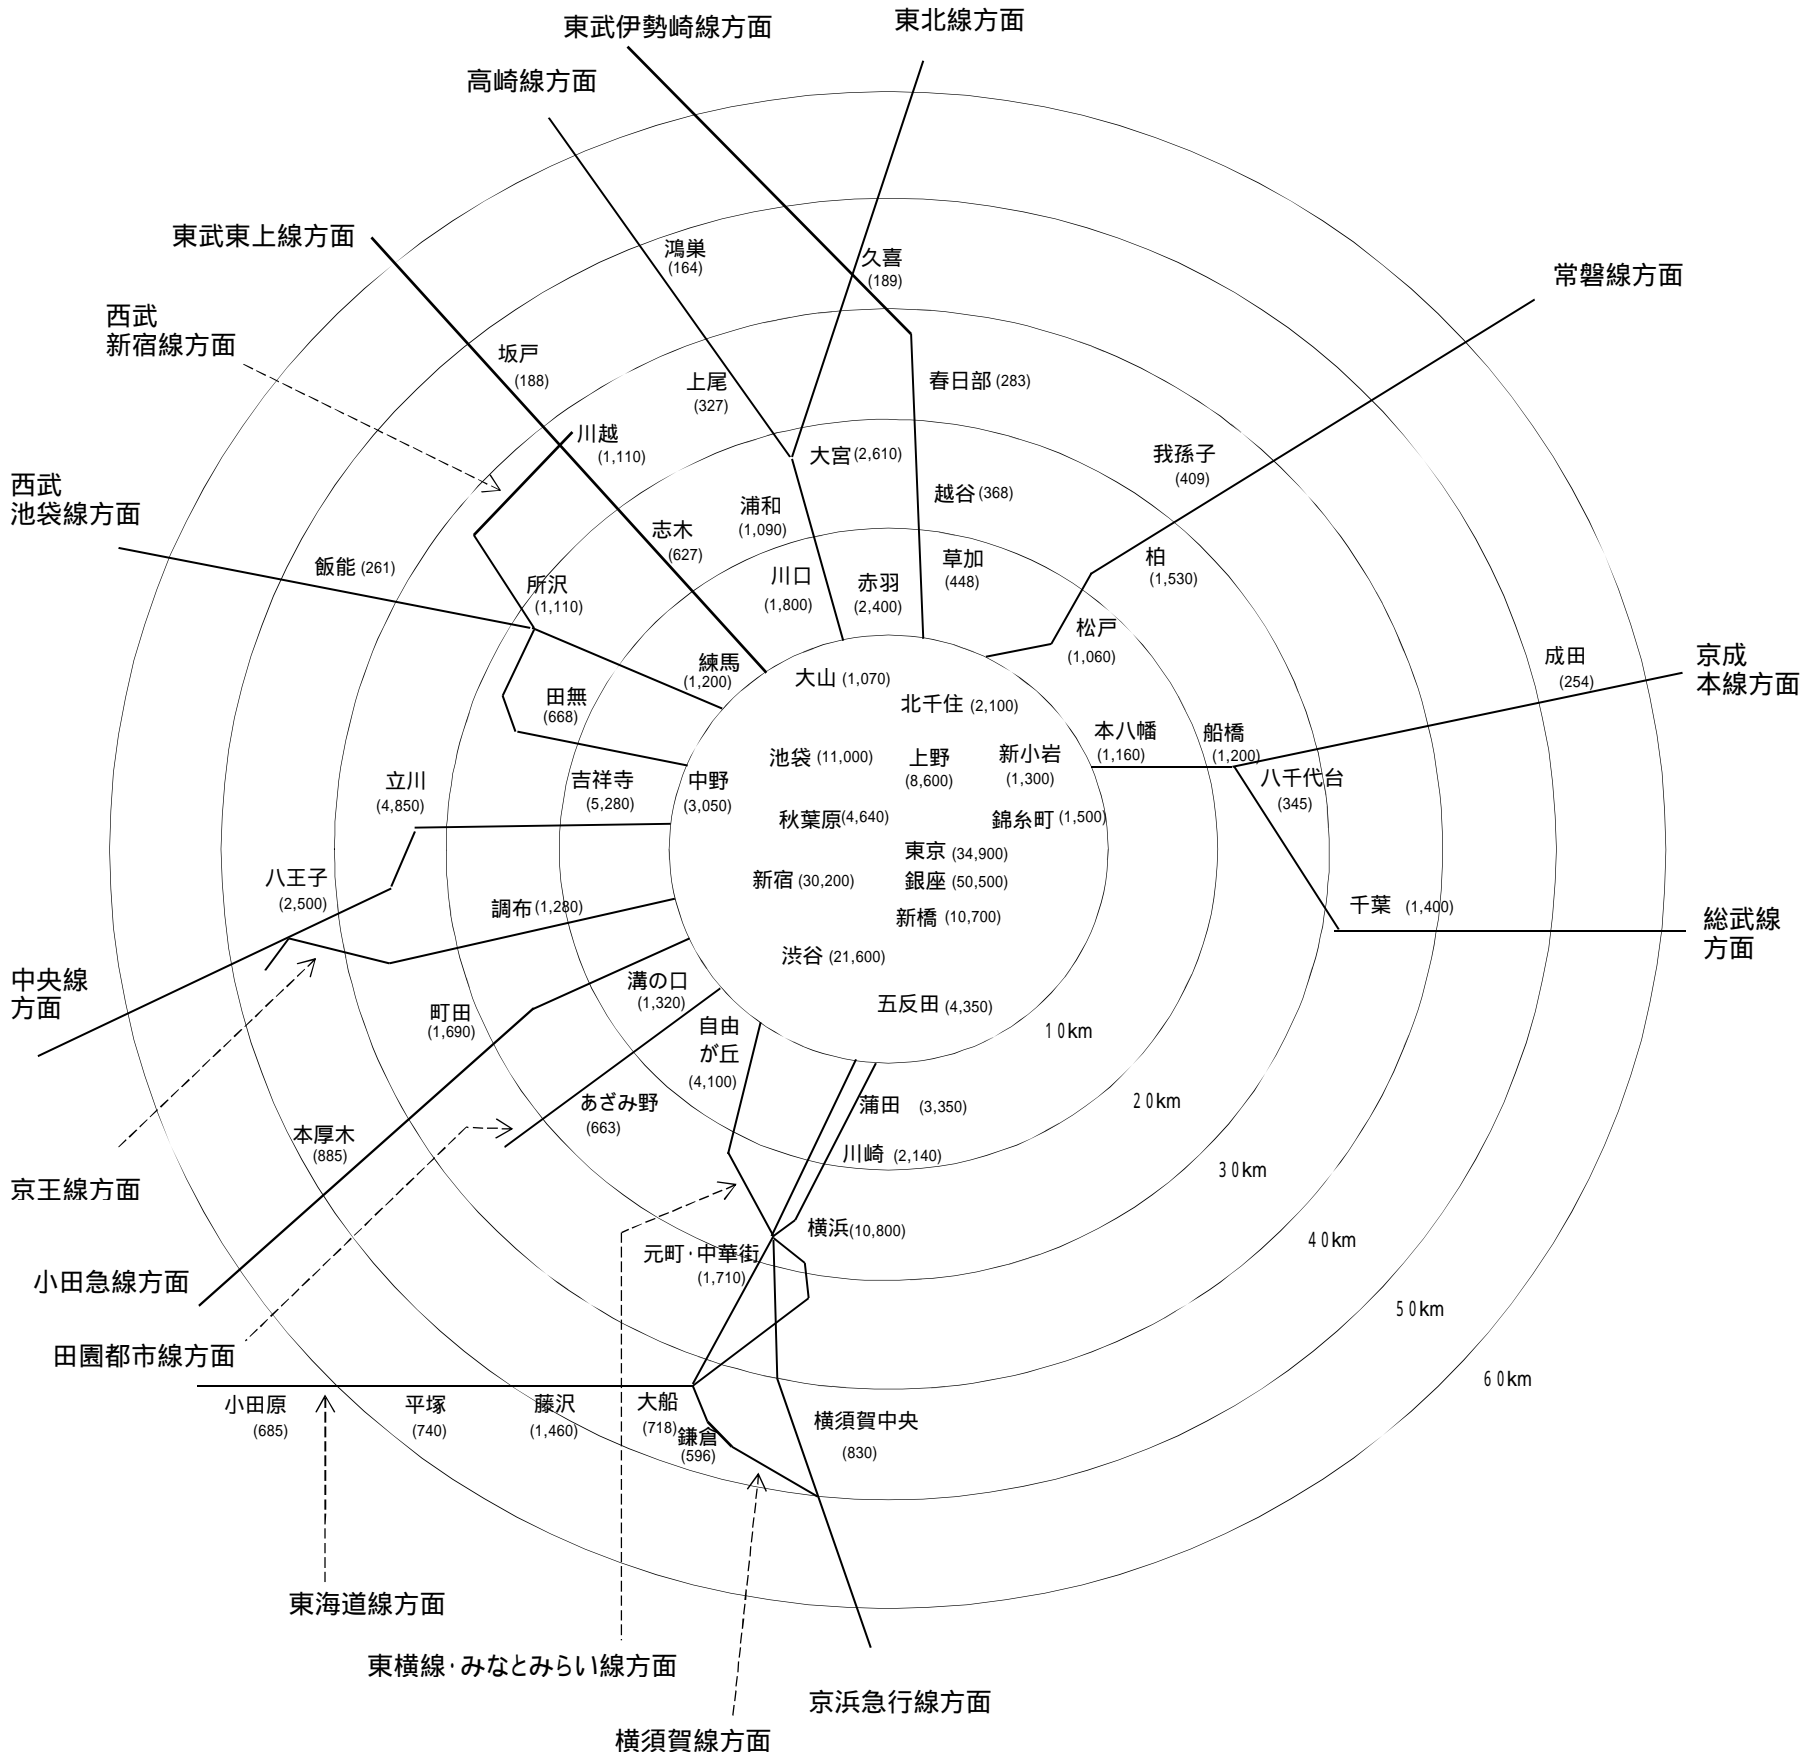 東武伊勢崎線方面
東北線方面
高崎線方面
東武東上線方面
鴻巣
(164)
久喜
(189)
常磐線方面
西武
新宿線方面
坂戸
(188)
上尾
(327)
春日部 (283)
川越
(1,110)
大宮 (2,610)
我孫子
(409)
西武
池袋線方面
浦和
(1,090)
越谷 (368)
志木
(627)
飯能 (261)
所沢
(1,110)
川口
(1,800)
赤羽
(2,400)
草加
(448)
柏
(1,530)
松戸
(1,060)
練馬
(1,200)
大山 (1,070)
北千住 (2,100)
成田
(254)
京成
本線方面
田無
(668)
本八幡
(1,160)
船橋
(1,200)
池袋 (11,000)
上野
(8,600)
新小岩
(1,300)
八千代台
(345)
立川
(4,850)
吉祥寺
(5,280)
中野
(3,050)
秋葉原 (4,640)
錦糸町 (1,500)
東京 (34,900)
八王子
(2,500)
新宿 (30,200)
銀座 (50,500)
調布 (1,280)
新橋 (10,700)
千葉 (1,400)
総武線
方面
中央線
方面
渋谷 (21,600)
溝の口
(1,320)
町田
(1,690)
五反田 (4,350)
自由
が丘
(4,100)
10km
あざみ野
(663)
蒲田 (3,350)
20km
本厚木
(885)
川崎 (2,140)
30km
京王線方面
横浜 (10,800)
元町・中華街
(1,710)
40km
小田急線方面
50km
田園都市線方面
60km
小田原
(685)
平塚
(740)
藤沢
(1,460)
大船
(718)
鎌倉
(596)
横須賀中央
(830)
東海道線方面
東横線・みなとみらい線方面
京浜急行線方面
横須賀線方面